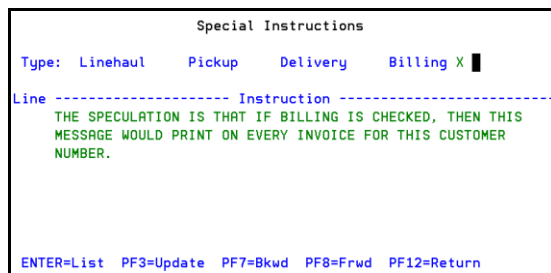 Special Instructions
Type: Linehaul Pickup Delivery Billing X
Line --------------------- Instruction --------------------------
THE SPECULATION IS THAT IF BILLING IS CHECKED, THEN THIS
MESSAGE WOULD PRINT ON EVERY INVOICE FOR THIS CUSTOMER
NUMBER.
ENTER=List PF3=Update PF7=Bkwd PF8=Frwd PF12=Return